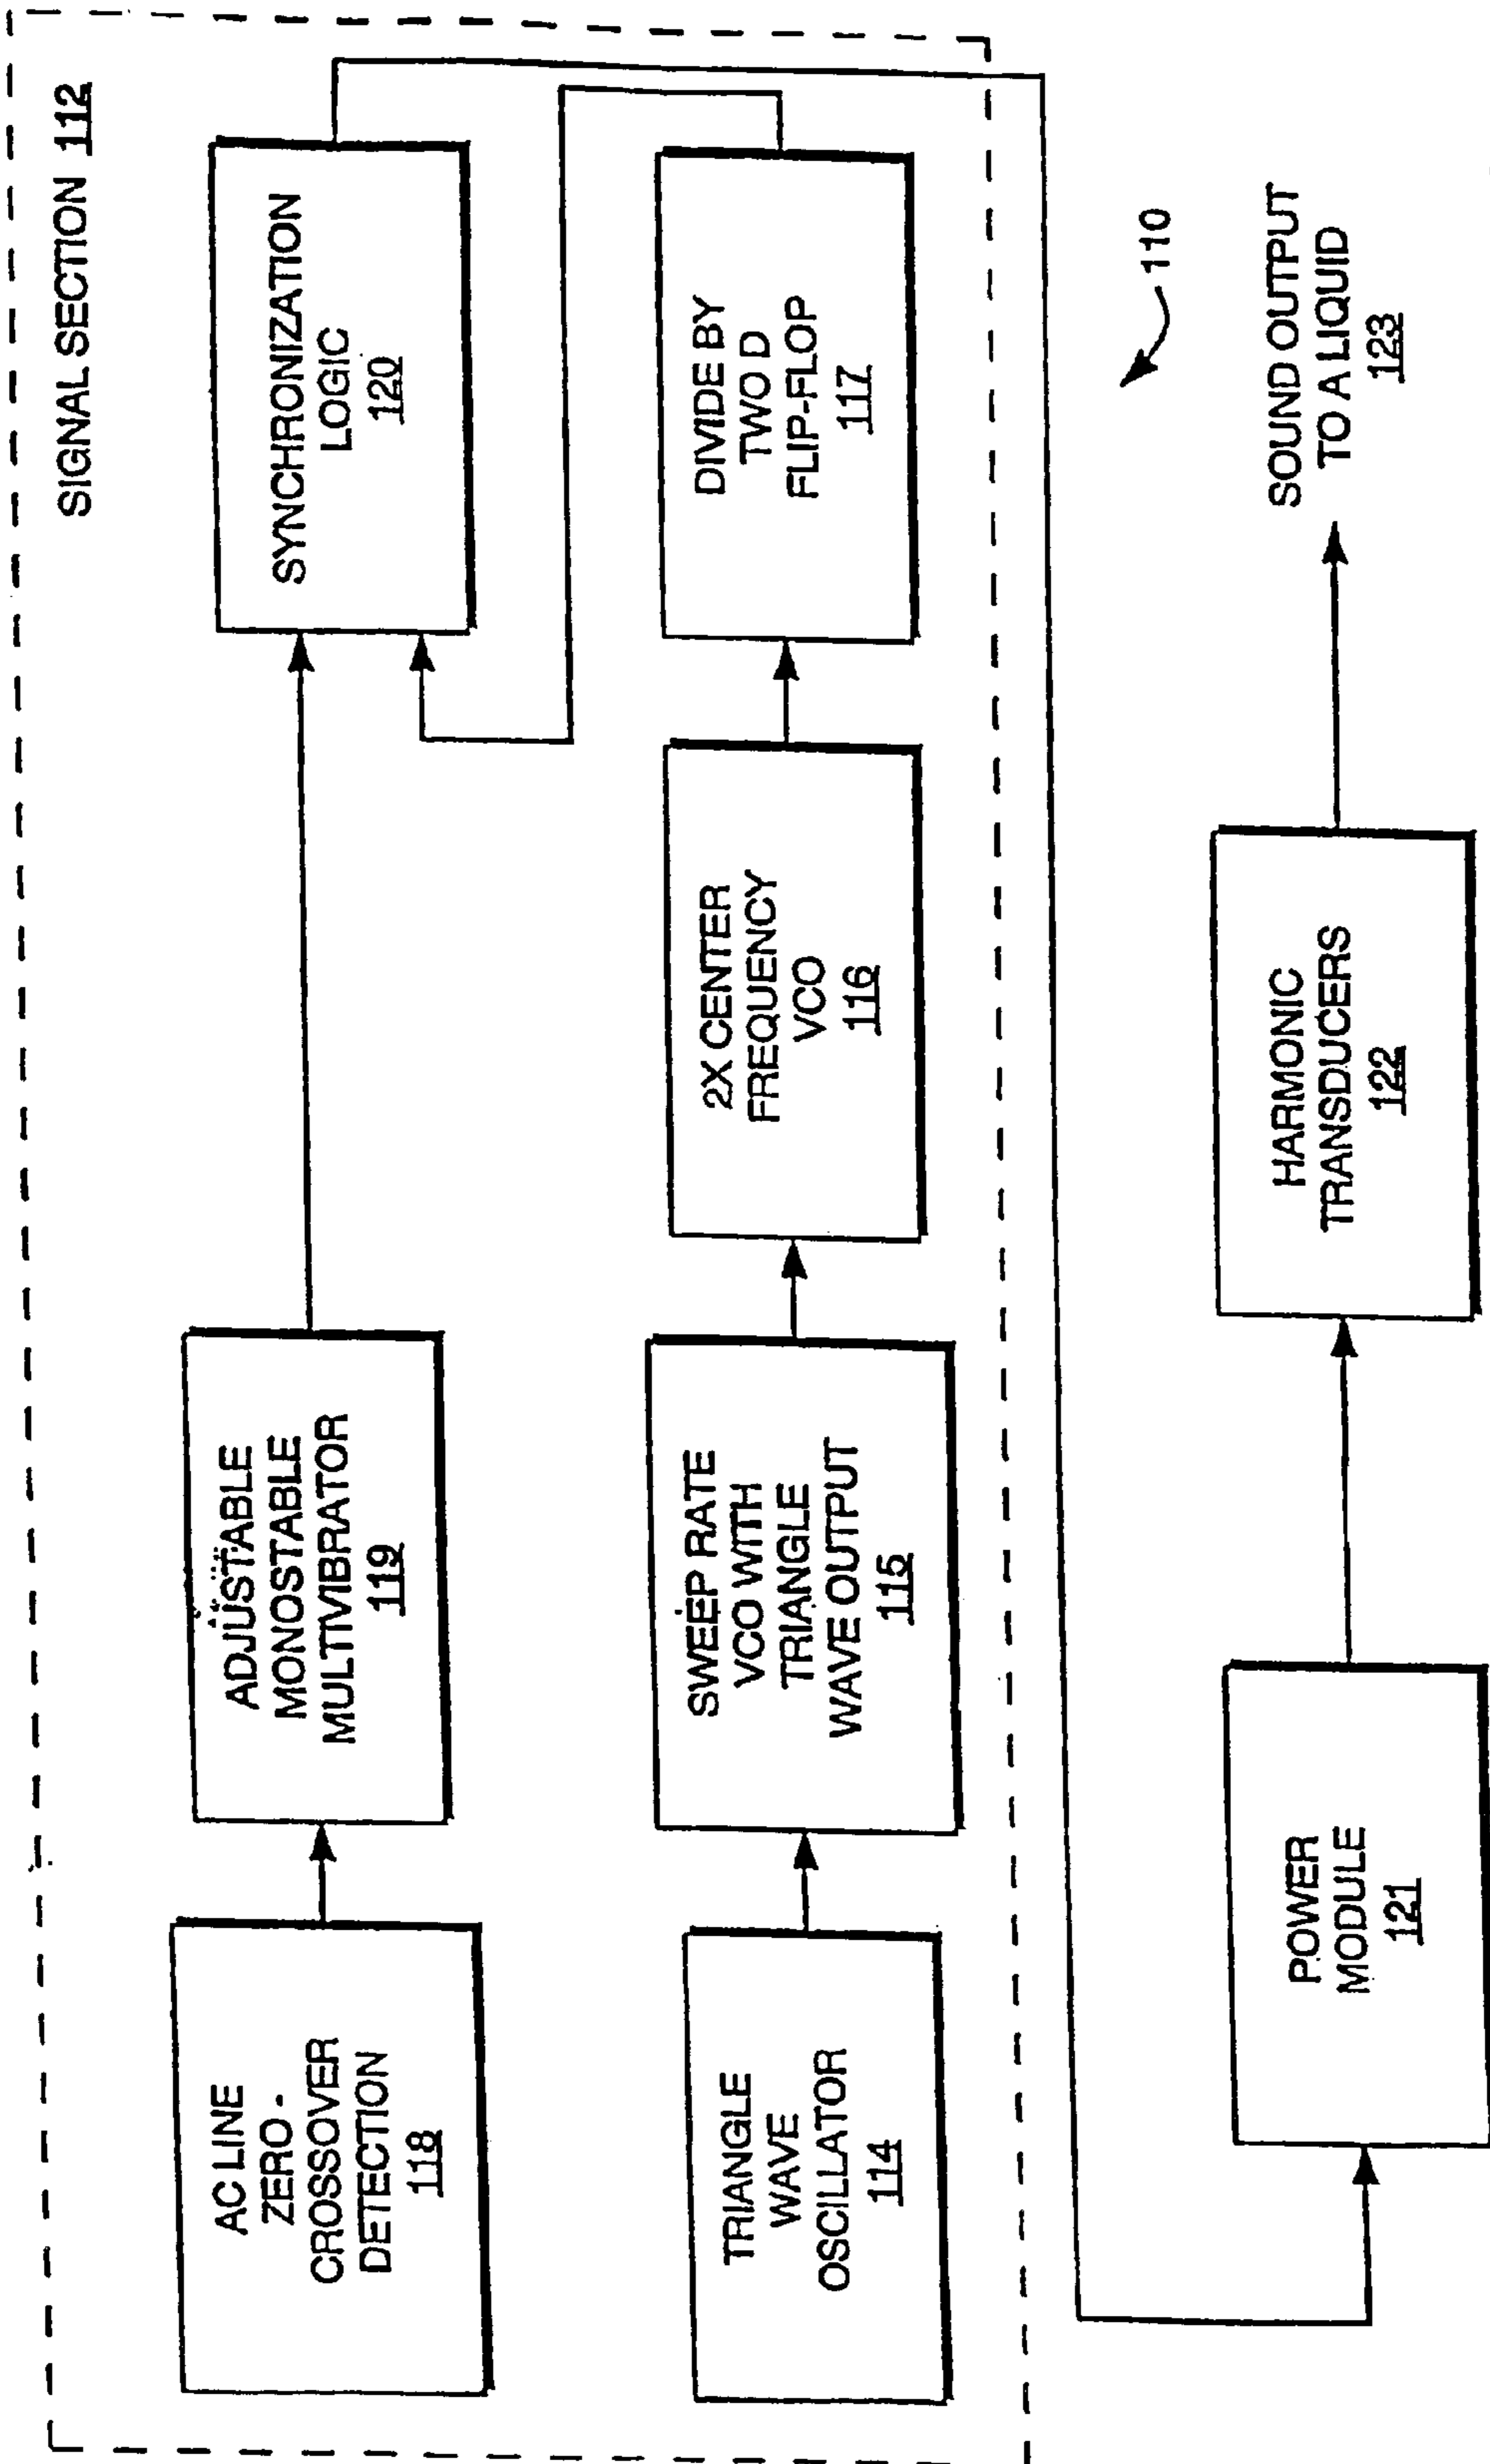 SIGNAL SECTION 112
AC LINE
ZERO-
CROSSOVER
DETECTION
118
ADJUSTABLE
MONOSTABLE
MULTIVIBRATOR
119
SYNCHRONIZATION
LOGIC
120
TRIANGLE
WAVE
OSCILLATOR
114
SWEEP RATE
VCO WITH
TRIANGLE
WAVE OUTPUT
115
2X CENTER
FREQUENCY
VCO
116
DIVIDE BY
TWO D
FLIP-FLOP
117
110
POWER
MODULE
121
HARMONIC
TRANSDUCERS
122
SOUND OUTPUT
TO A LIQUID
123